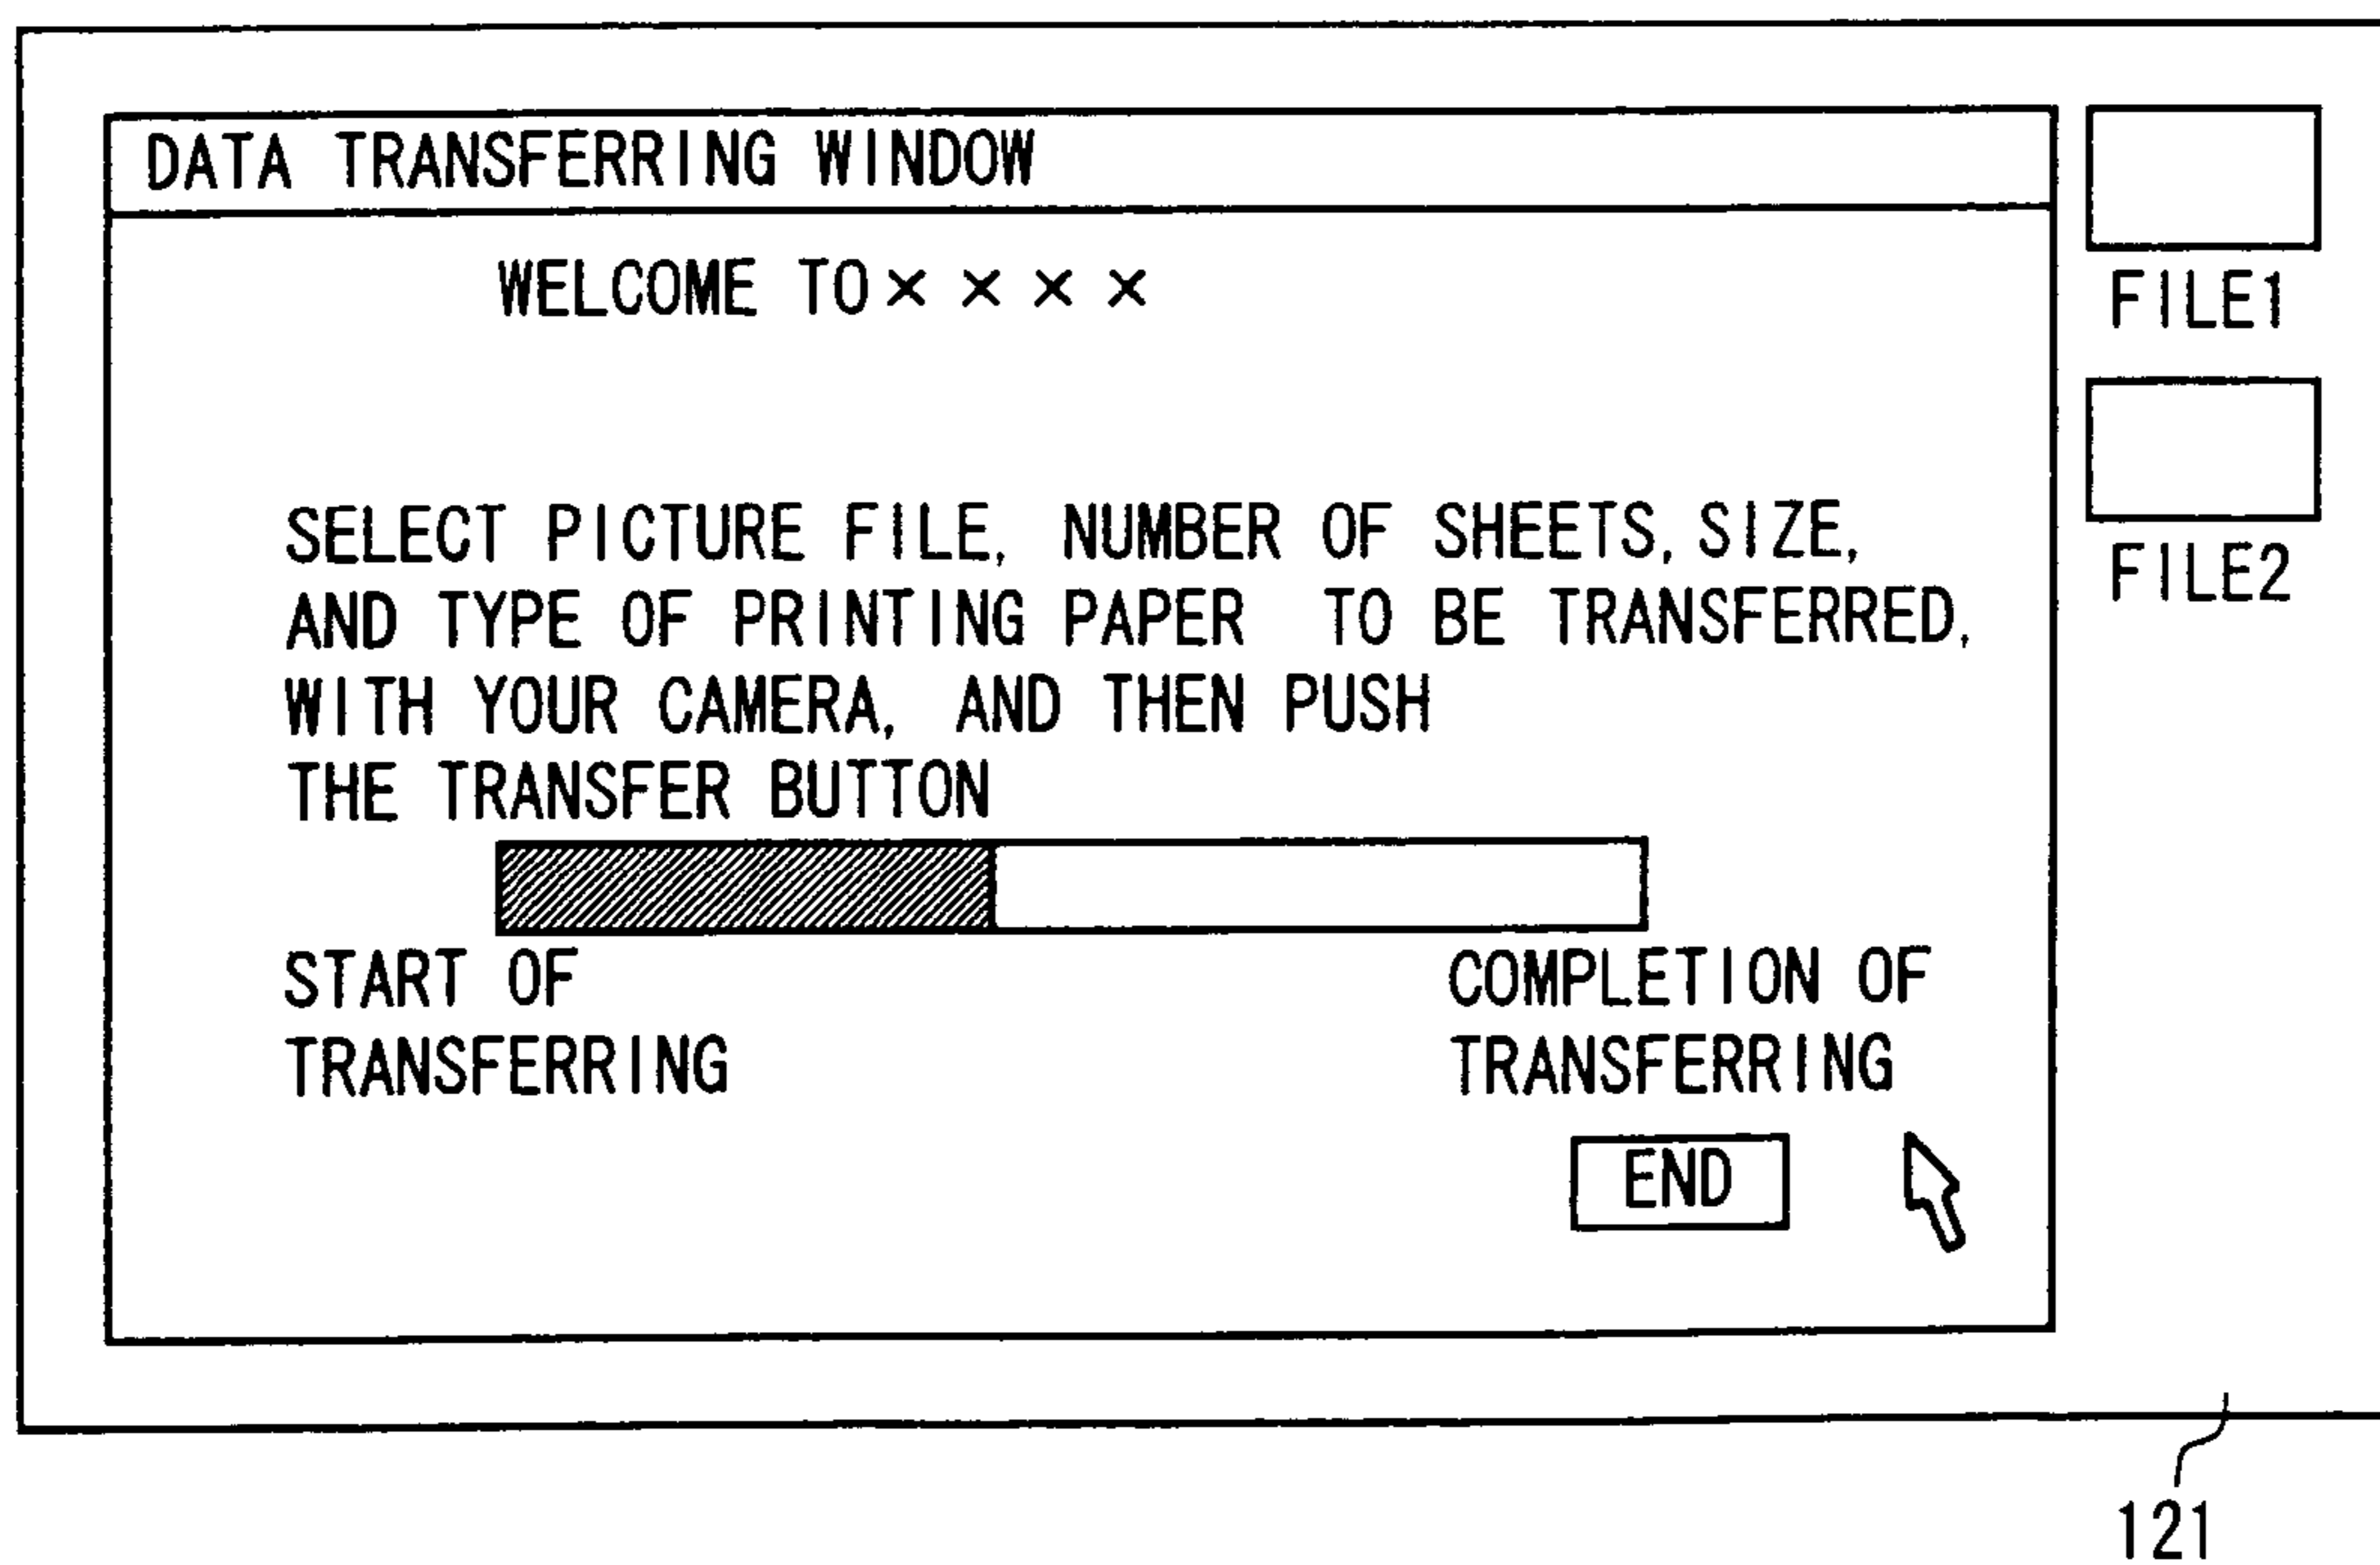 DATA TRANSFERRING WINDOW
WELCOME TO × × × ×
SELECT PICTURE FILE, NUMBER OF SHEETS, SIZE,
AND TYPE OF PRINTING PAPER TO BE TRANSFERRED,
WITH YOUR CAMERA, AND THEN PUSH
THE TRANSFER BUTTON
START OF
TRANSFERRING
COMPLETION OF
TRANSFERRING
END
FILE1
FILE2
121